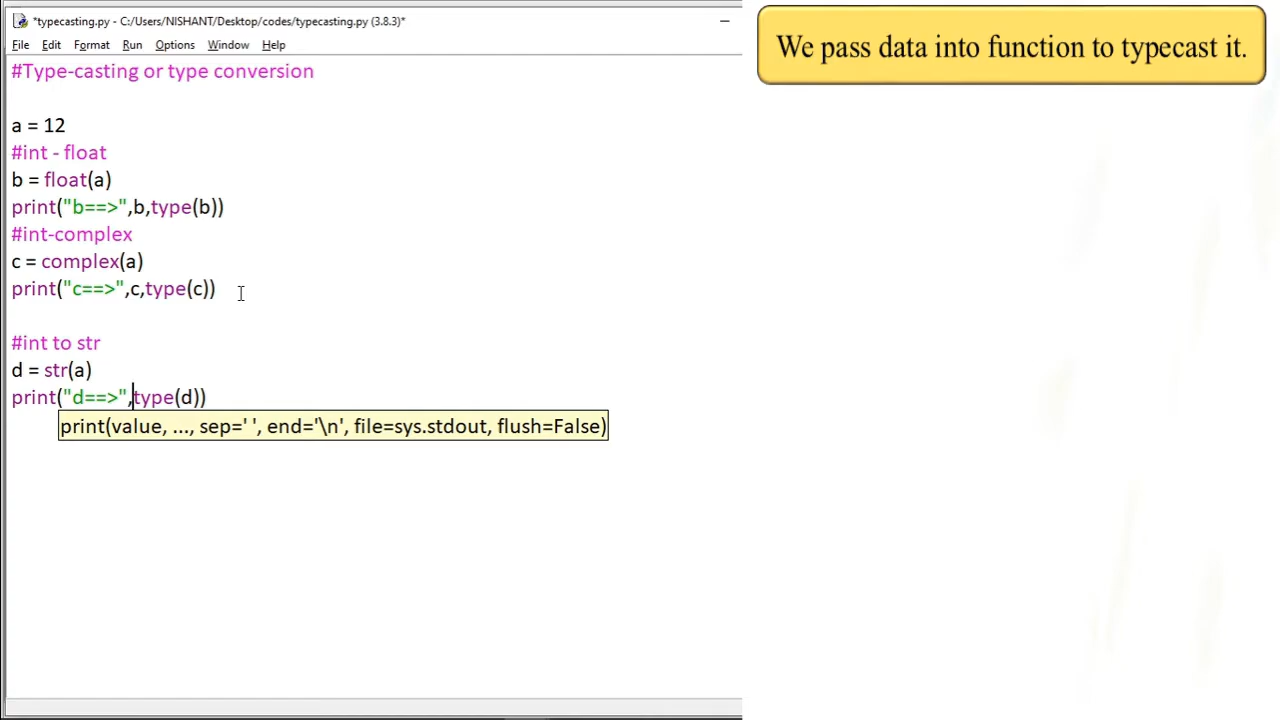 *typecasting.py - C:/Users/NISHANT/Desktop/codes/typecasting.py (3.8.3)*
File Edit Format Run Options Window Help
We pass data into function to typecast it.
#Type-casting or type conversion
a = 12
#int - float
b = float(a)
print("b==>",b,type(b))
#int-complex
c = complex(a)
print("c==>",c,type(c))
#int to str
d = str(a)
print("d==>",type(d))
print(value, ..., sep=' ', end='\n', file=sys.stdout, flush=False)